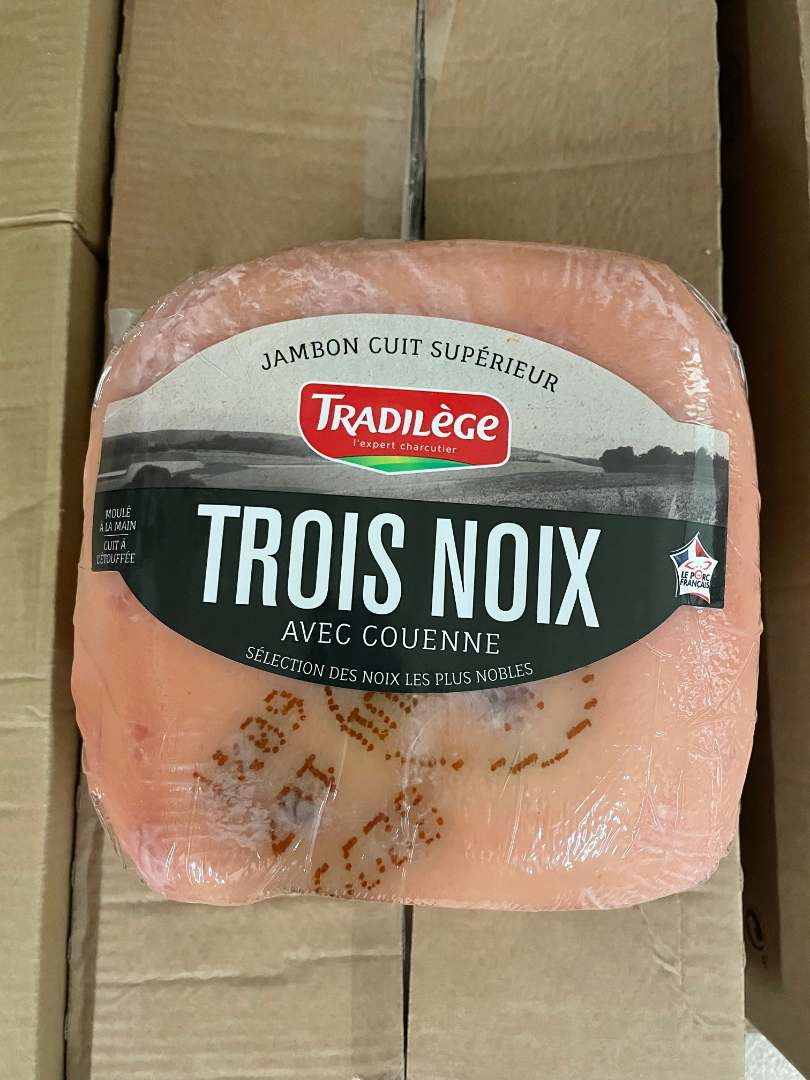 JAMBON CUIT SUPÉRIEUR
TRADILÈGE
l'expert charcutier
MOULÉ
À LA MAIN
CUIT À
L'ÉTOUFFÉE
TROIS NOIX
LE PORC
FRANÇAIS
AVEC COUENNE
SÉLECTION DES NOIX LES PLUS NOBLES